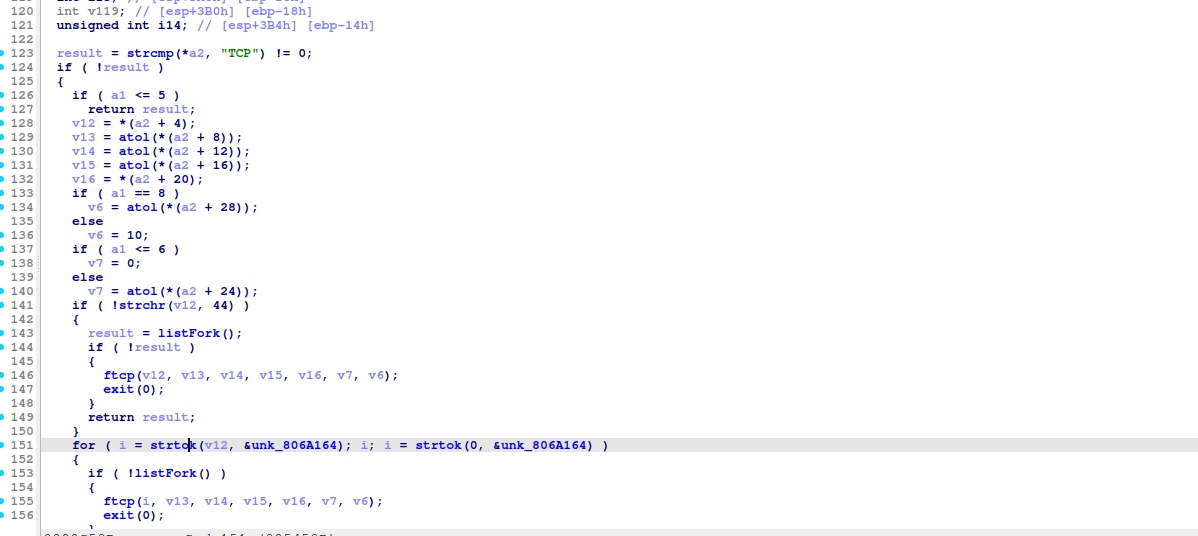 120 int v119; // [esp+3B0h] [ebp-18h]
121 unsigned int i14; // [esp+3B4h] [ebp-14h]
122
123 result = strcmp(*a2, "TCP") != 0;
124 if ( !result )
125 {
126 if ( a1 <= 5 )
127 return result;
128 v12 = *(a2 + 4);
129 v13 = atol(*(a2 + 8));
130 v14 = atol(*(a2 + 12));
131 v15 = atol(*(a2 + 16));
132 v16 = *(a2 + 20);
133 if ( a1 == 8 )
134 v6 = atol(*(a2 + 28));
135 else
136 v6 = 10;
137 if ( a1 <= 6 )
138 v7 = 0;
139 else
140 v7 = atol(*(a2 + 24));
141 if ( !strchr(v12, 44) )
142 {
143 result = listFork();
144 if ( !result )
145 {
146 ftcp(v12, v13, v14, v15, v16, v7, v6);
147 exit(0);
148 }
149 return result;
150 }
151 for ( i = strtok(v12, &unk_806A164); i; i = strtok(0, &unk_806A164) )
152 {
153 if ( !listFork() )
154 {
155 ftcp(i, v13, v14, v15, v16, v7, v6);
156 exit(0);